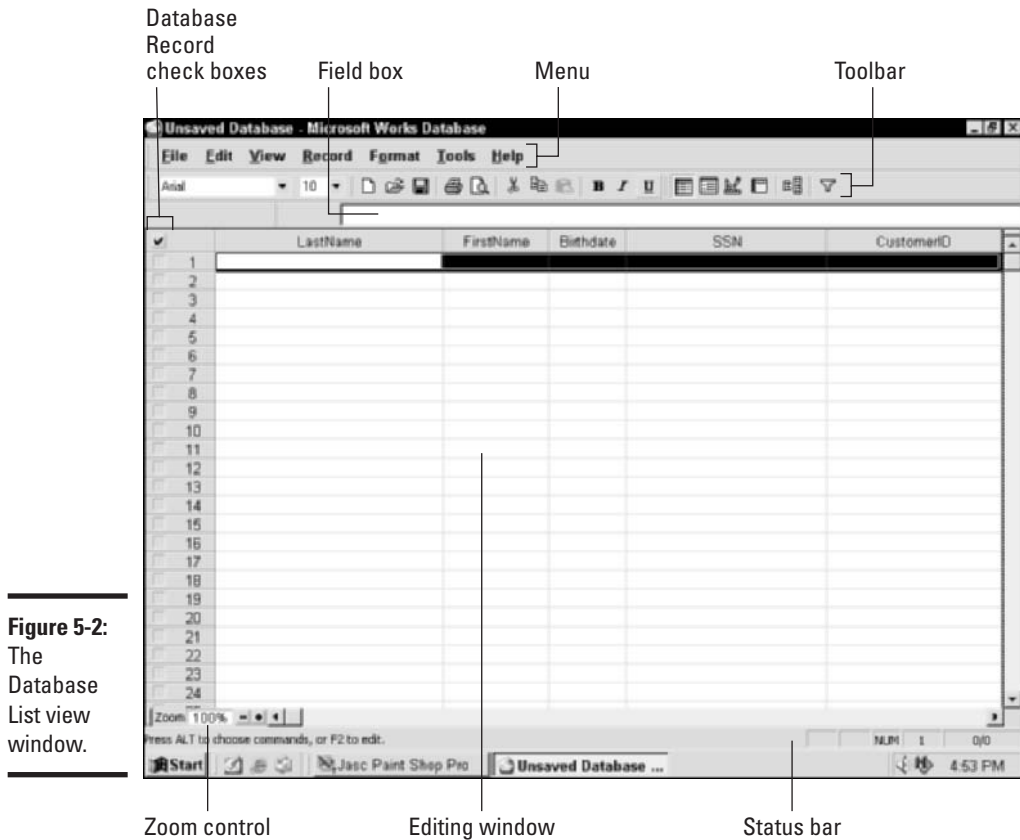 Database
Record
check boxes
Field box
Menu
Toolbar
Unsaved Database - Microsoft Works Database
File Edit View Record Format Tools Help
Arial 10 B I U
LastName FirstName Birthdate SSN CustomerID
1
2
3
4
5
6
7
8
9
10
11
12
13
14
15
16
17
18
19
20
21
22
23
24
Zoom 100%
Press ALT to choose commands, or F2 to edit. NUM 1 0/0
Start Jasc Paint Shop Pro Unsaved Database ... 4:53 PM
Figure 5-2:
The
Database
List view
window.
Zoom control
Editing window
Status bar